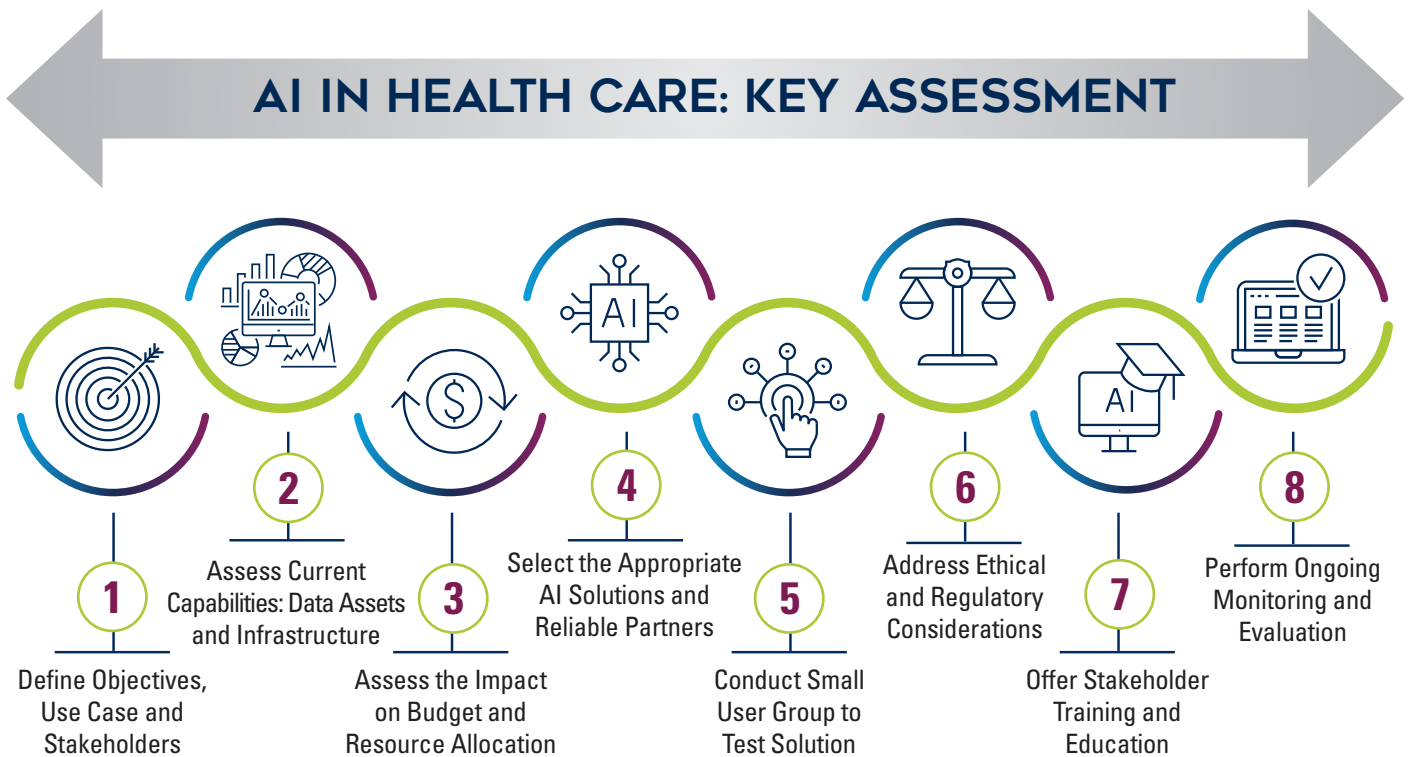 AI IN HEALTH CARE: KEY ASSESSMENT
1
Define Objectives,
Use Case and
Stakeholders
2
Assess Current
Capabilities: Data Assets
and Infrastructure
$
3
Assess the Impact
on Budget and
Resource Allocation
AI
4
Select the Appropriate
AI Solutions and
Reliable Partners
5
Conduct Small
User Group to
Test Solution
6
Address Ethical
and Regulatory
Considerations
AI
7
Offer Stakeholder
Training and
Education
8
Perform Ongoing
Monitoring and
Evaluation